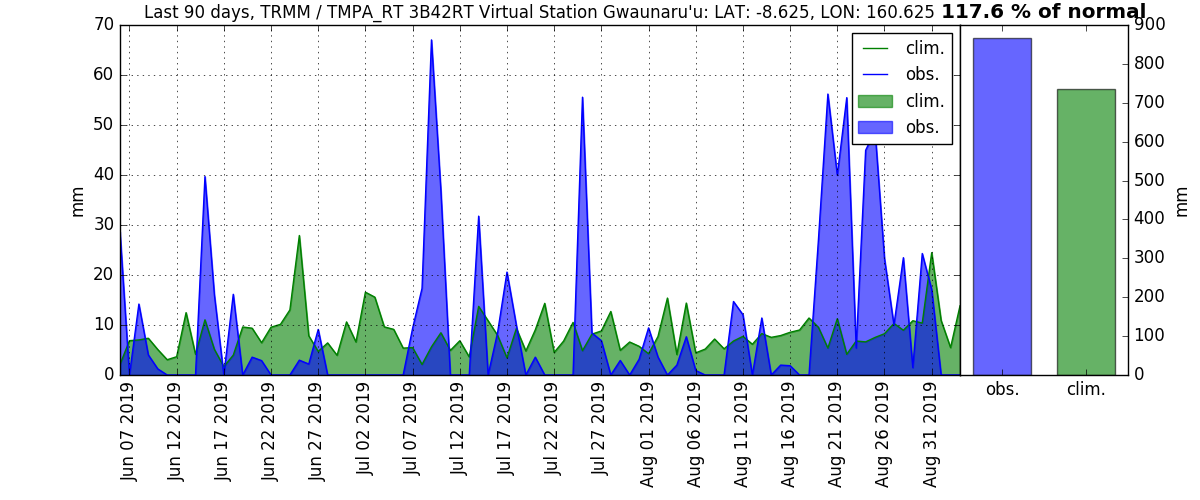 Last 90 days, TRMM / TMPA_RT 3B42RT Virtual Station Gwaunaru'u: LAT: -8.625, LON: 160.625 117.6 % of normal
70
60
50
40
30
20
10
0
mm
clim.
obs.
clim.
obs.
900
800
700
600
500
400
300
200
100
0
mm
Jun 07 2019
Jun 12 2019
Jun 17 2019
Jun 22 2019
Jun 27 2019
Jul 02 2019
Jul 07 2019
Jul 12 2019
Jul 17 2019
Jul 22 2019
Jul 27 2019
Aug 01 2019
Aug 06 2019
Aug 11 2019
Aug 16 2019
Aug 21 2019
Aug 26 2019
Aug 31 2019
obs.
clim.